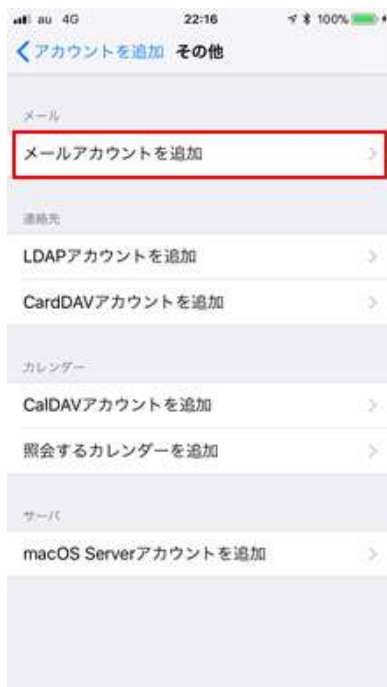 au 4G 22:16 100%
アカウントを追加 その他
メール
メールアカウントを追加
連絡先
LDAPアカウントを追加
CardDAVアカウントを追加
カレンダー
CalDAVアカウントを追加
照会するカレンダーを追加
サーバ
macOS Serverアカウントを追加